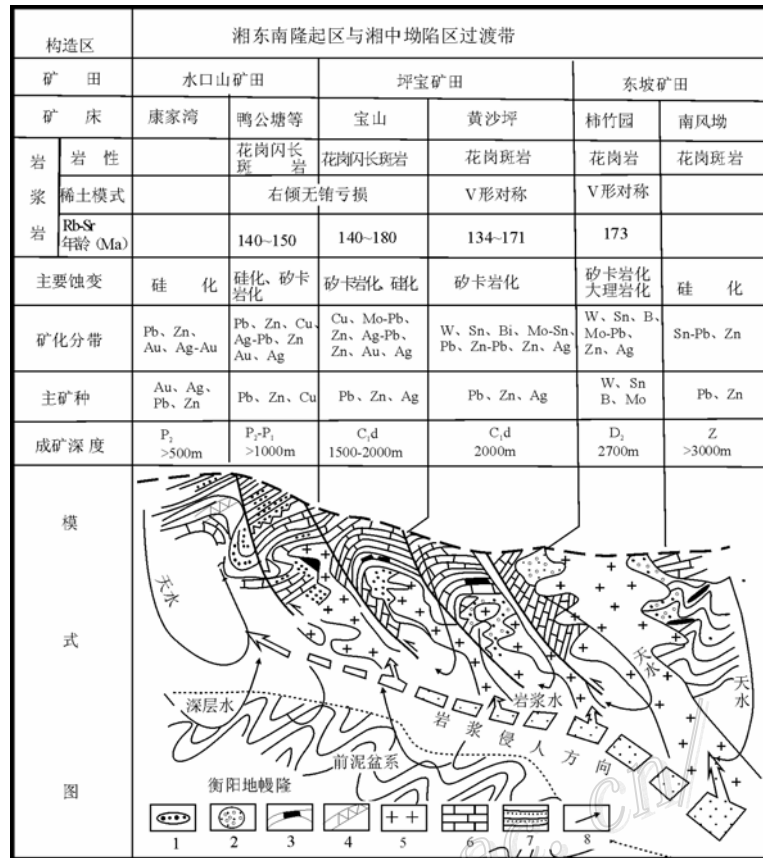 构造区
湘东南隆起区与湘中坳陷区过渡带
矿 田
水口山矿田
坪宝矿田
东坡矿田
矿 床
康家湾
鸭公塘等
宝山
黄沙坪
柿竹园
南风坳
岩浆岩
岩 性
花岗闪长
斑 岩
花岗闪长斑岩
花岗斑岩
花岗岩
花岗斑岩
稀土模式
右倾无铕亏损
V形对称
V形对称
Rb-Sr
年龄 (Ma)
140~150
140~180
134~171
173
主要蚀变
硅 化
硅化、矽卡
岩化
矽卡岩化、硅化
矽卡岩化
矽卡岩化
大理岩化
硅 化
矿化分带
Pb、Zn、
Au、Ag-Au
Pb、Zn、Cu、
Ag-Pb、Zn
Au、Ag
Cu、Mo-Pb、
Zn、Ag-Pb、
Zn、Au、Ag
W、Sn、Bi、Mo-Sn、
Pb、Zn-Pb、Zn、Ag
W、Sn、B、
Mo-Pb、
Zn、Ag
Sn-Pb、Zn
主矿种
Au、Ag、
Pb、Zn
Pb、Zn、Cu
Pb、Zn、Ag
Pb、Zn、Ag
W、Sn
B、Mo
Pb、Zn
成矿深度
P₂
>500m
P₂-P₁
>1000m
C₁d
1500-2000m
C₁d
2000m
D₂
2700m
Z
>3000m
模式图
天水
天水
天水
深层水
岩浆水
岩浆侵入方向
前泥盆系
衡阳地幔隆
1 2 3 4 5 6 7 8